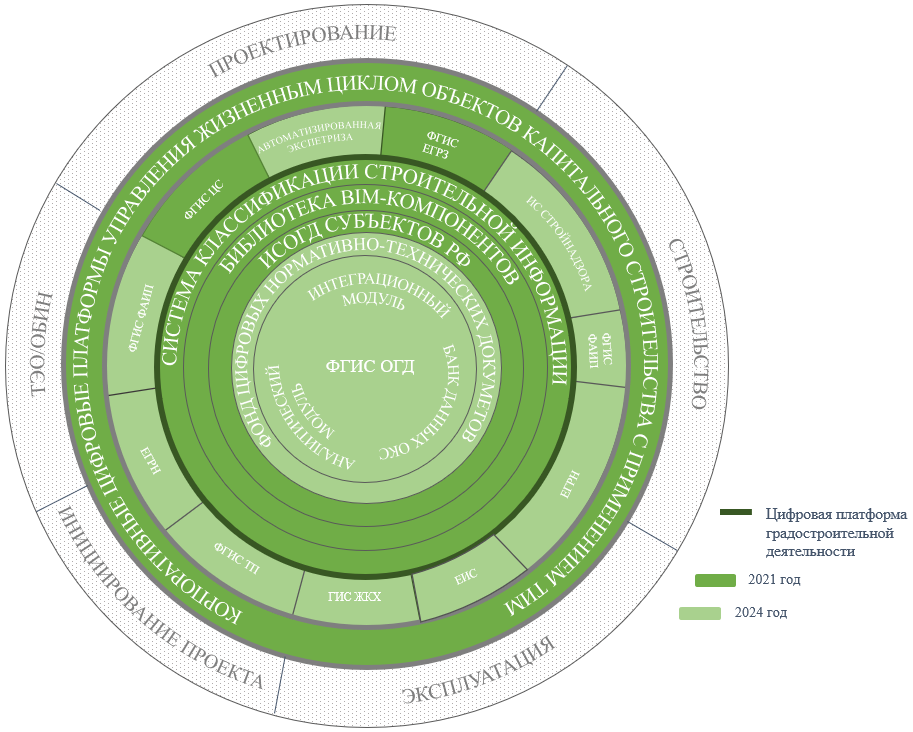 ПРОЕКТИРОВАНИЕ
СТРОИТЕЛЬСТВО
ЭКСПЛУАТАЦИЯ
ИНИЦИИРОВАНИЕ ПРОЕКТА
ТЭО/ОБИН
КОРПОРАТИВНЫЕ ЦИФРОВЫЕ ПЛАТФОРМЫ УПРАВЛЕНИЯ ЖИЗНЕННЫМ ЦИКЛОМ ОБЪЕКТОВ КАПИТАЛЬНОГО СТРОИТЕЛЬСТВА С ПРИМЕНЕНИЕМ ТИМ
АВТОМАТИЗИРОВАННАЯ
ЭКСПЕТРИЗА
ФГИС
ЕГРЗ
ИС СТРОЙНАДЗОРА
ФГИС
ФАИП
ЕГРН
ЕИС
ГИС ЖКХ
ФГИС ТП
ЕГРН
ФГИС ФАИП
ФГИС ЦС
СИСТЕМА КЛАССИФИКАЦИИ СТРОИТЕЛЬНОЙ ИНФОРМАЦИИ
БИБЛИОТЕКА BIM-КОМПОНЕНТОВ
ИСОГД СУБЪЕКТОВ РФ
ФОНД ЦИФРОВЫХ НОРМАТИВНО-ТЕХНИЧЕСКИХ ДОКУМЕТОВ
ИНТЕГРАЦИОННЫЙ
МОДУЛЬ
ФГИС ОГД
БАНК ДАННЫХ ОКС
АНАЛИТИЧЕСКИЙ
МОДУЛЬ
Цифровая платформа
градостроительной
деятельности
2021 год
2024 год